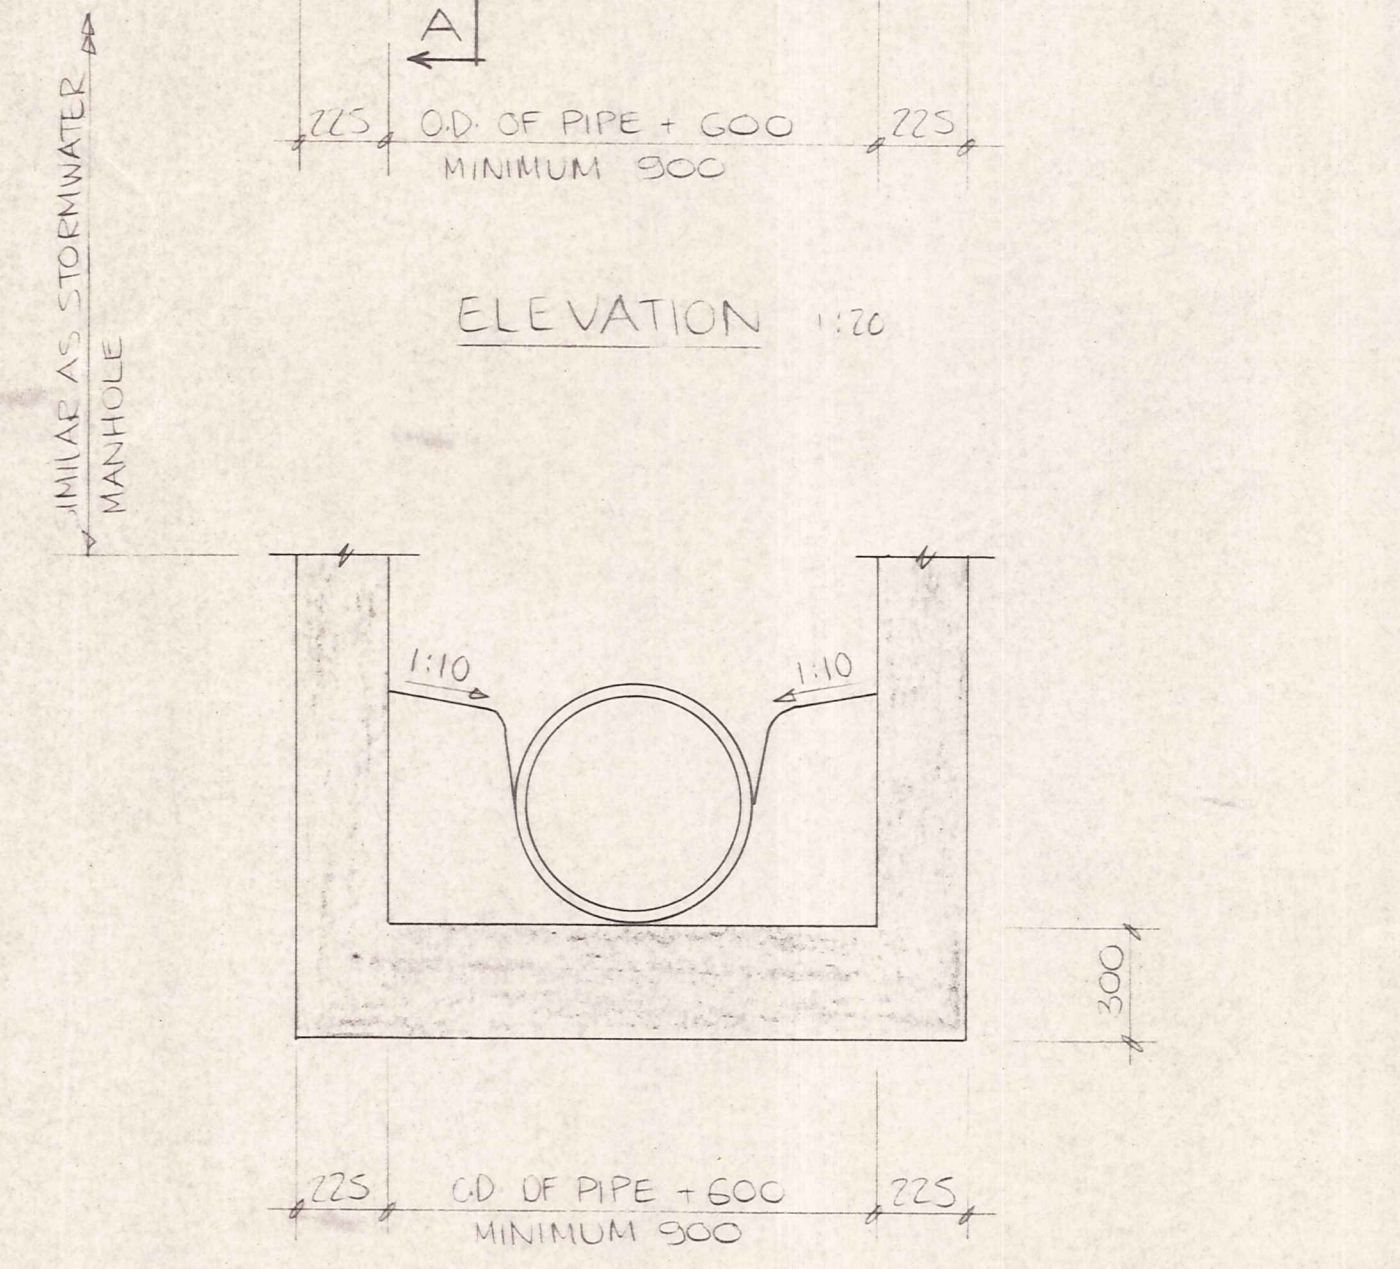 A
225 O.D. OF PIPE + 600 225
MINIMUM 900
ELEVATION 1:20
SIMILAR AS STORMWATER
MANHOLE
1:10 1:10
300
225 O.D. OF PIPE + 600 225
MINIMUM 900